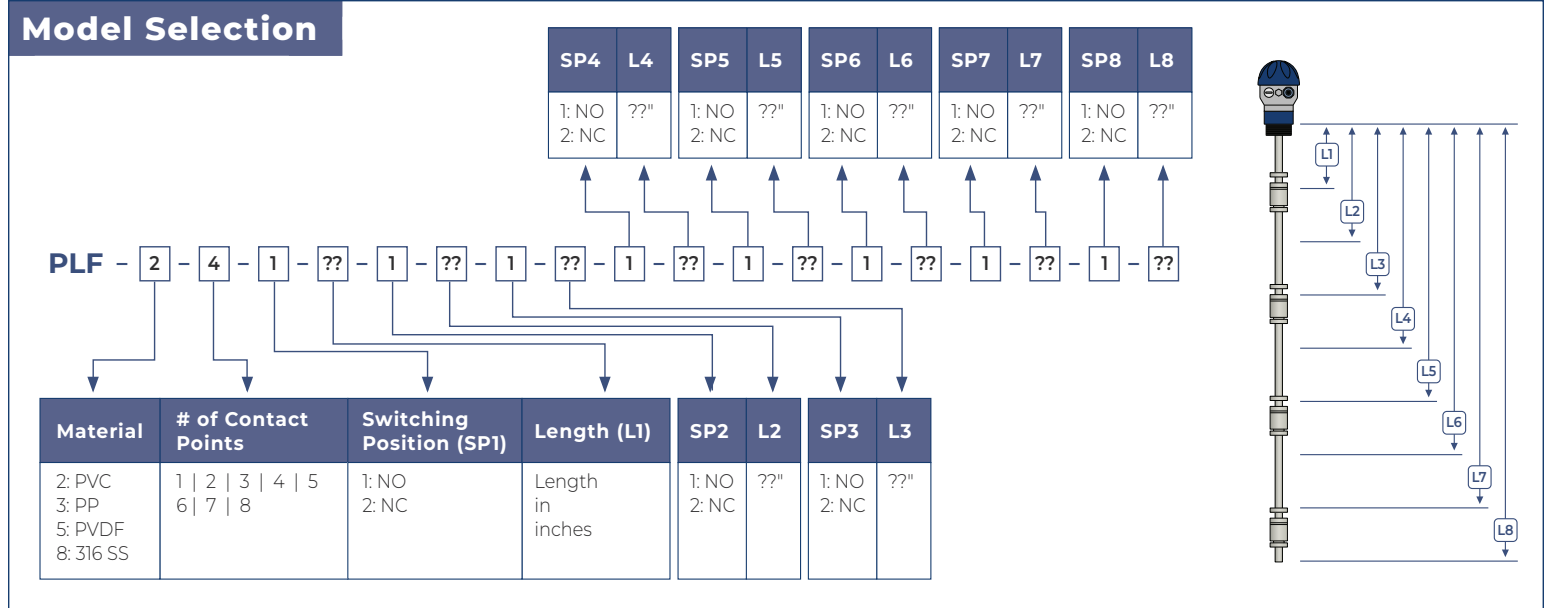 Model Selection
SP4 L4 SP5 L5 SP6 L6 SP7 L7 SP8 L8
1: NO ??" 1: NO ??" 1: NO ??" 1: NO ??" 1: NO ??"
2: NC 2: NC 2: NC 2: NC 2: NC
PLF - 2 - 4 - 1 - ?? - 1 - ?? - 1 - ?? - 1 - ?? - 1 - ?? - 1 - ?? - 1 - ?? - 1 - ??
Material # of Contact Points Switching Position (SP1) Length (L1) SP2 L2 SP3 L3
2: PVC 1 | 2 | 3 | 4 | 5 1: NO Length 1: NO ??" 1: NO ??"
3: PP 6 | 7 | 8 2: NC in 2: NC 2: NC
5: PVDF inches
8: 316 SS
L1
L2
L3
L4
L5
L6
L7
L8